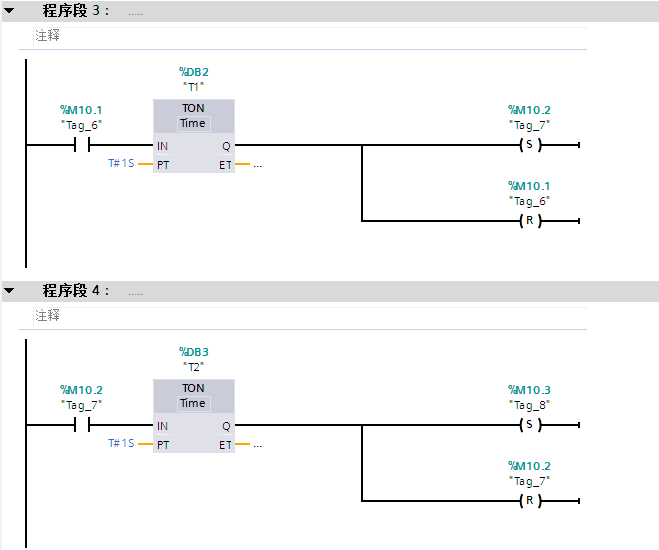 程序段 3： .....
注释
%DB2
"T1"
%M10.1
"Tag_6"
TON
Time
%M10.2
"Tag_7"
IN
Q
S
T#1S
PT
ET
...
%M10.1
"Tag_6"
R
程序段 4： .....
注释
%DB3
"T2"
%M10.2
"Tag_7"
TON
Time
%M10.3
"Tag_8"
IN
Q
S
T#1S
PT
ET
...
%M10.2
"Tag_7"
R